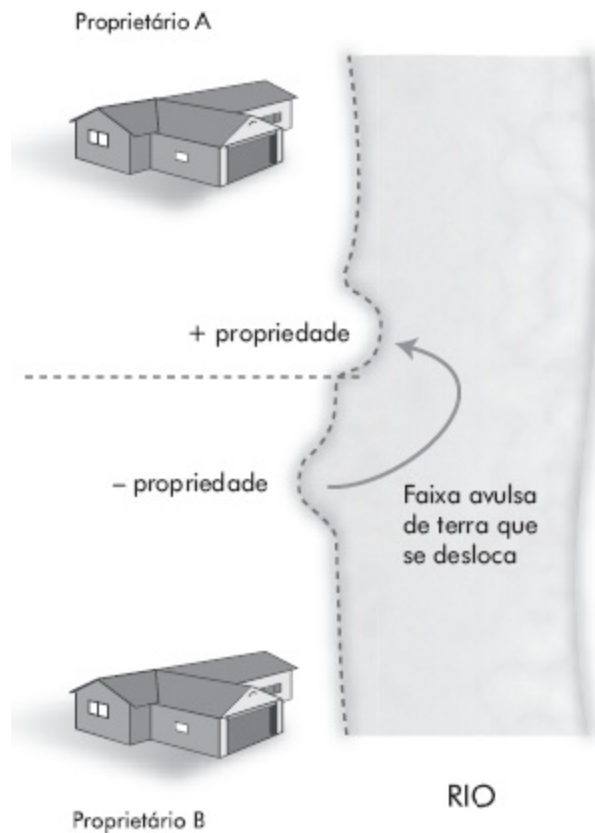 Proprietário A
+ propriedade
– propriedade
Faixa avulsa
de terra que
se desloca
Proprietário B
RIO